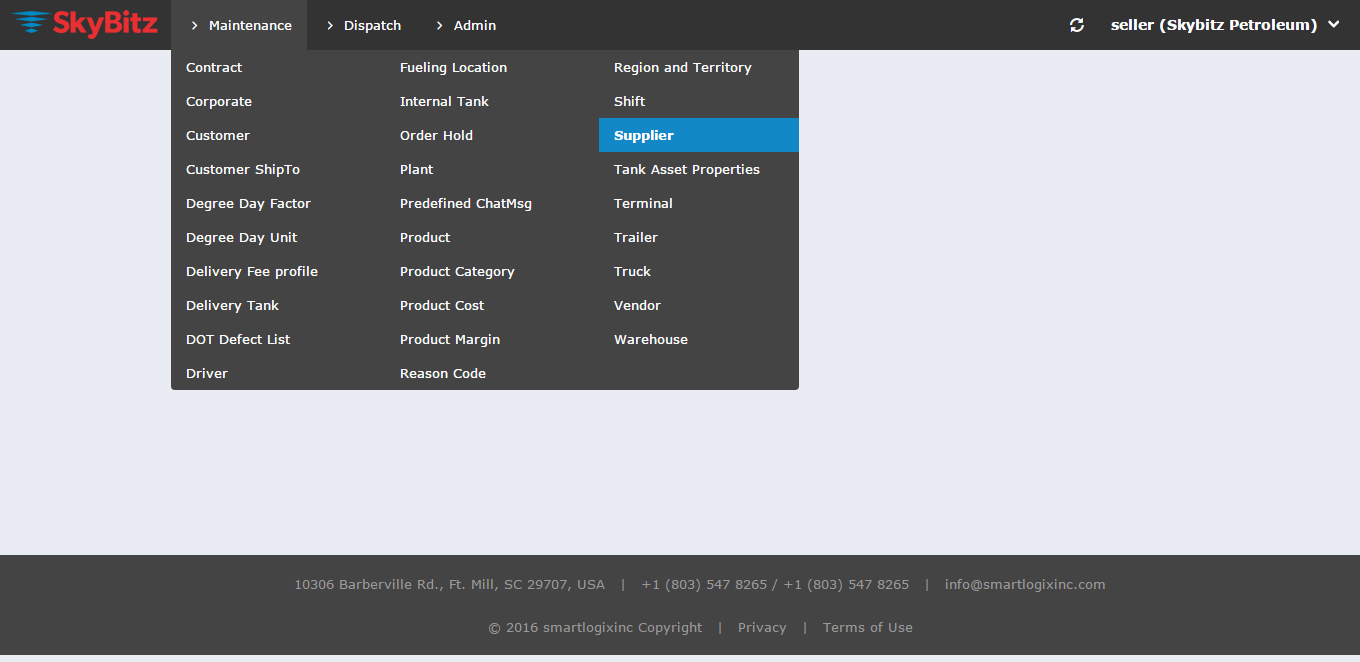 SkyBitz
Maintenance
Dispatch
Admin
seller (Skybitz Petroleum)
Contract
Corporate
Customer
Customer ShipTo
Degree Day Factor
Degree Day Unit
Delivery Fee profile
Delivery Tank
DOT Defect List
Driver
Fueling Location
Internal Tank
Order Hold
Plant
Predefined ChatMsg
Product
Product Category
Product Cost
Product Margin
Reason Code
Region and Territory
Shift
Supplier
Tank Asset Properties
Terminal
Trailer
Truck
Vendor
Warehouse
10306 Barberville Rd., Ft. Mill, SC 29707, USA | +1 (803) 547 8265 / +1 (803) 547 8265 | info@smartlogixinc.com
© 2016 smartlogixinc Copyright | Privacy | Terms of Use